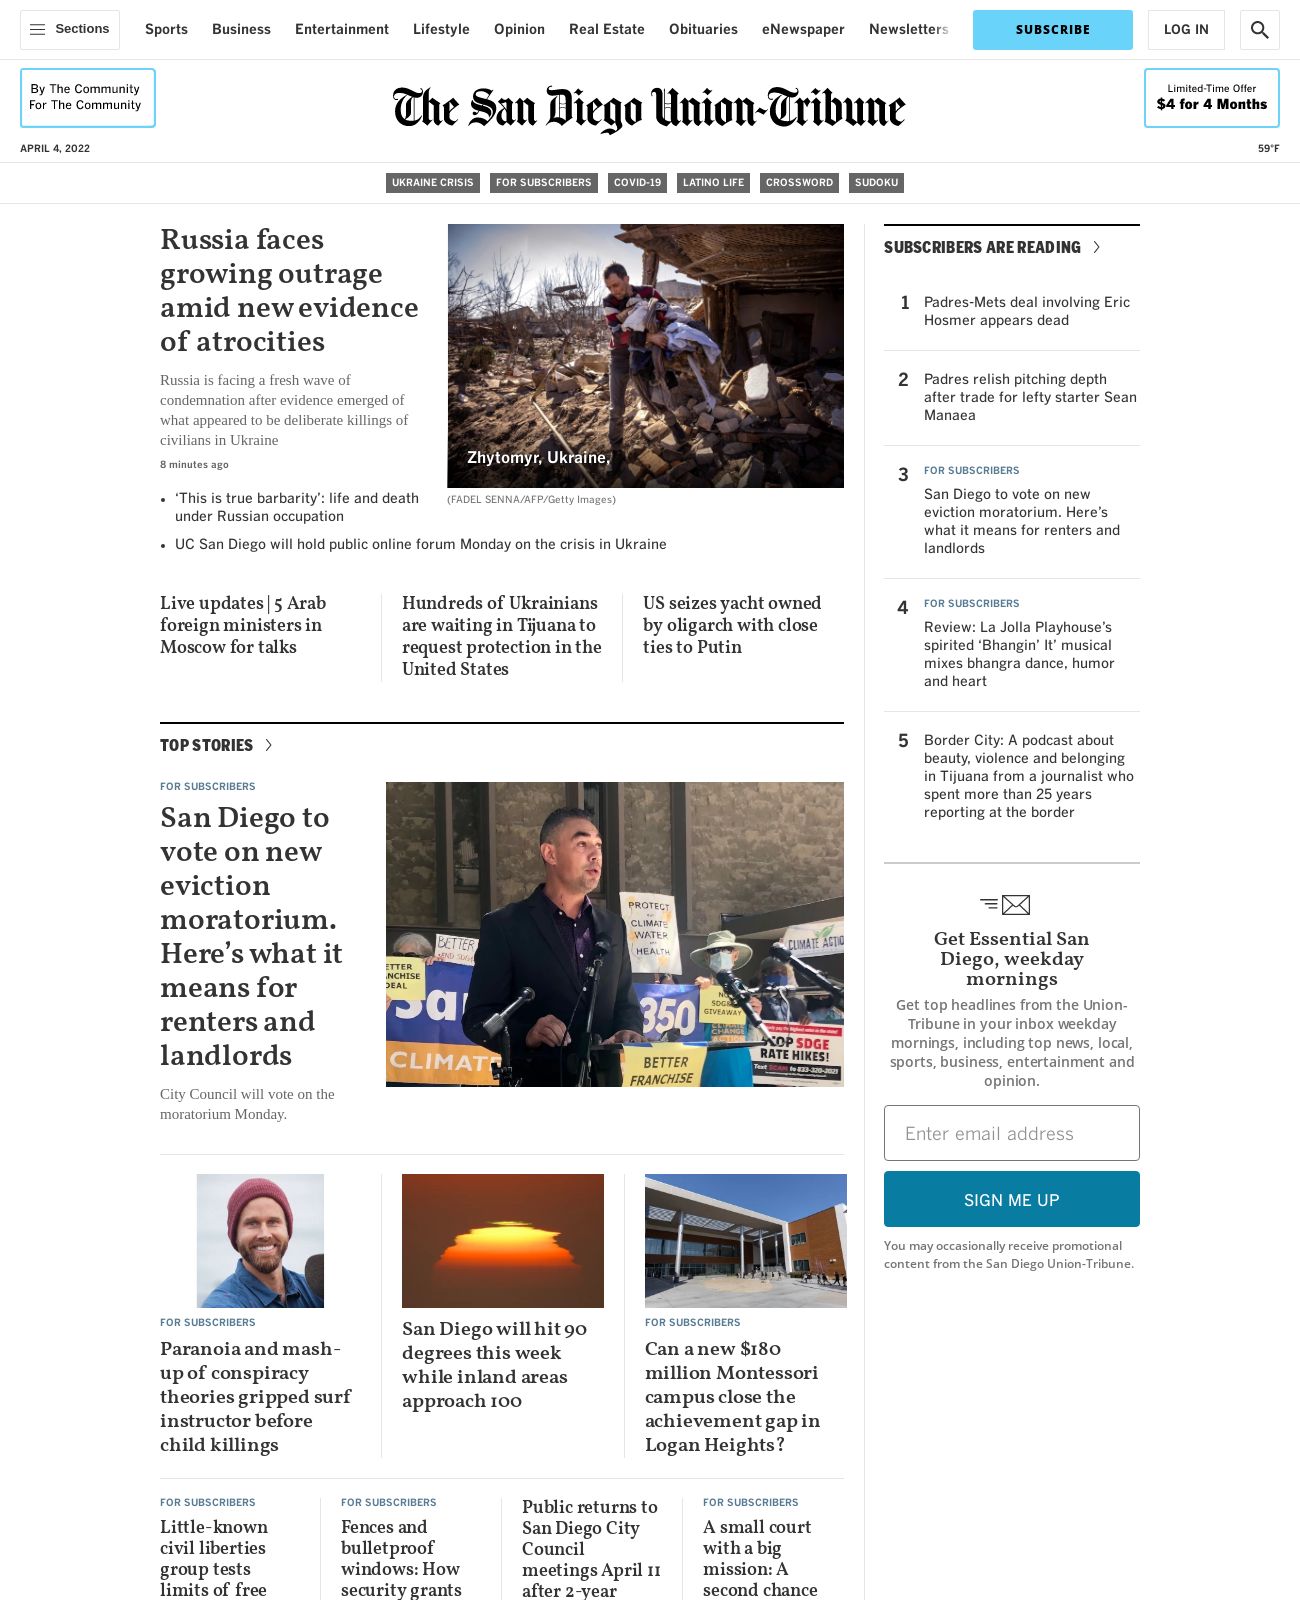 Sections
Sports
Business
Entertainment
Lifestyle
Opinion
Real Estate
Obituaries
eNewspaper
Newsletters
SUBSCRIBE
LOG IN
By The Community
For The Community
The San Diego Union-Tribune
Limited-Time Offer
$4 for 4 Months
APRIL 4, 2022
59°F
UKRAINE CRISIS
FOR SUBSCRIBERS
COVID-19
LATINO LIFE
CROSSWORD
SUDOKU
Russia faces
growing outrage
amid new evidence
of atrocities
Russia is facing a fresh wave of
condemnation after evidence emerged of
what appeared to be deliberate killings of
civilians in Ukraine
8 minutes ago
Zhytomyr, Ukraine,
(FADEL SENNA/AFP/Getty Images)
• ‘This is true barbarity’: life and death
under Russian occupation
• UC San Diego will hold public online forum Monday on the crisis in Ukraine
Live updates | 5 Arab
foreign ministers in
Moscow for talks
Hundreds of Ukrainians
are waiting in Tijuana to
request protection in the
United States
US seizes yacht owned
by oligarch with close
ties to Putin
TOP STORIES
FOR SUBSCRIBERS
San Diego to
vote on new
eviction
moratorium.
Here’s what it
means for
renters and
landlords
City Council will vote on the
moratorium Monday.
BETTER
PROTECT
CLIMATE
WATER
HEALTH
CLIMATE ACTIO
ETTER
FRANCHISE
DEAL
Sa
350
NO
SDGE
GIVEAWAY
CLIMAT
BETTER
FRANCHISE
TOP SDGE
RATE HIKES!
Text SCAM to 833-320-2021
FOR SUBSCRIBERS
Paranoia and mash-
up of conspiracy
theories gripped surf
instructor before
child killings
San Diego will hit 90
degrees this week
while inland areas
approach 100
FOR SUBSCRIBERS
Can a new $180
million Montessori
campus close the
achievement gap in
Logan Heights?
FOR SUBSCRIBERS
Little-known
civil liberties
group tests
limits of free
FOR SUBSCRIBERS
Fences and
bulletproof
windows: How
security grants
Public returns to
San Diego City
Council
meetings April 11
after 2-year
FOR SUBSCRIBERS
A small court
with a big
mission: A
second chance
SUBSCRIBERS ARE READING
1 Padres-Mets deal involving Eric
Hosmer appears dead
2 Padres relish pitching depth
after trade for lefty starter Sean
Manaea
3 FOR SUBSCRIBERS
San Diego to vote on new
eviction moratorium. Here’s
what it means for renters and
landlords
4 FOR SUBSCRIBERS
Review: La Jolla Playhouse’s
spirited ‘Bhangin’ It’ musical
mixes bhangra dance, humor
and heart
5 Border City: A podcast about
beauty, violence and belonging
in Tijuana from a journalist who
spent more than 25 years
reporting at the border
Get Essential San
Diego, weekday
mornings
Get top headlines from the Union-
Tribune in your inbox weekday
mornings, including top news, local,
sports, business, entertainment and
opinion.
Enter email address
SIGN ME UP
You may occasionally receive promotional
content from the San Diego Union-Tribune.